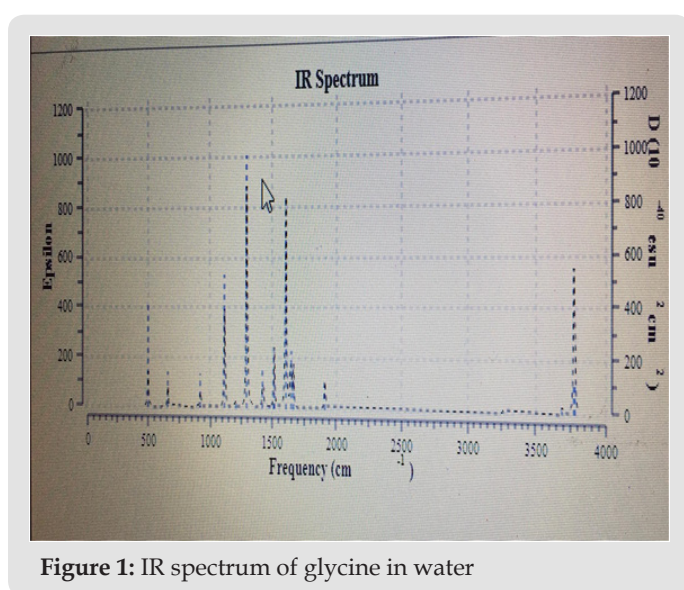 IR Spectrum
1200
1000
800
600
400
200
0
Epsilon
1200
1000
800
600
400
200
0
D (10 -40 esu 2 cm 2 )
0 500 1000 1500 2000 2500 3000 3500 4000
Frequency (cm -1 )
Figure 1: IR spectrum of glycine in water